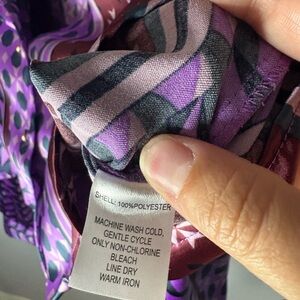 SHELL: 100%POLYESTER
MACHINE WASH COLD,
GENTLE CYCLE
ONLY NON-CHLORINE
BLEACH
LINE DRY
WARM IRON